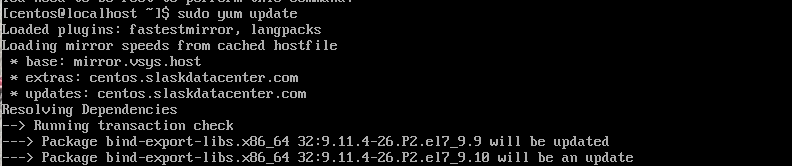 [centos@localhost ~]$ sudo yum update
Loaded plugins: fastestmirror, langpacks
Loading mirror speeds from cached hostfile
 * base: mirror.vsys.host
 * extras: centos.slaskdatacenter.com
 * updates: centos.slaskdatacenter.com
Resolving Dependencies
--> Running transaction check
---> Package bind-export-libs.x86_64 32:9.11.4-26.P2.el7_9.9 will be updated
---> Package bind-export-libs.x86_64 32:9.11.4-26.P2.el7_9.10 will be an update